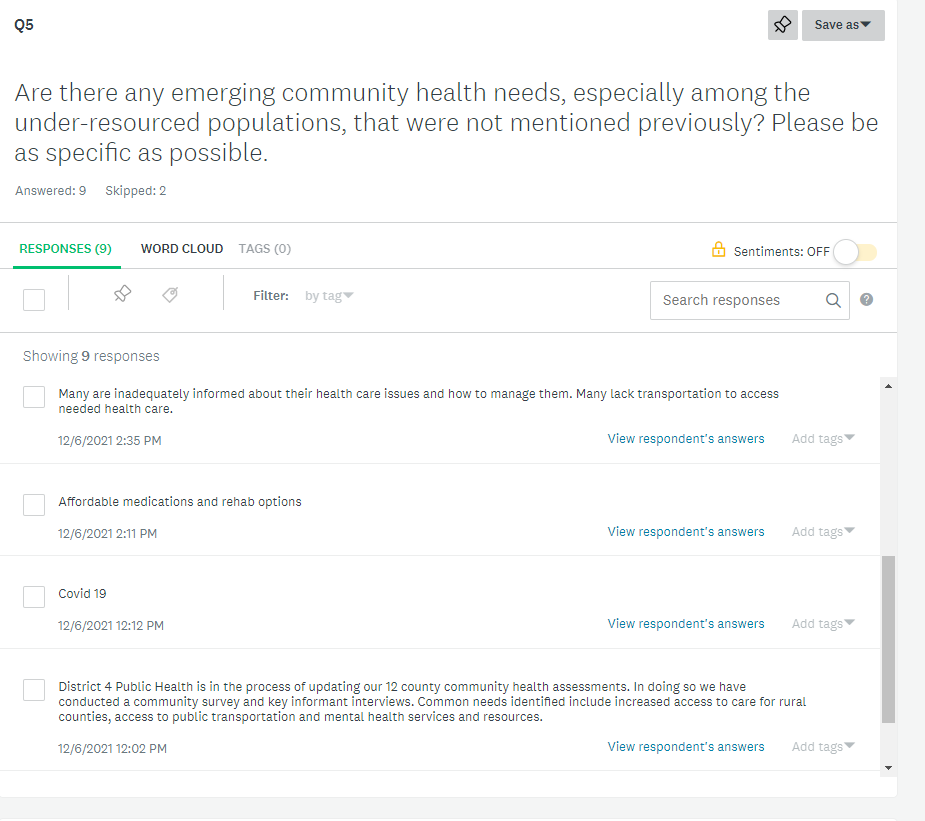 Q5
Save as
Are there any emerging community health needs, especially among the
under-resourced populations, that were not mentioned previously? Please be
as specific as possible.
Answered: 9 Skipped: 2
RESPONSES (9) WORD CLOUD TAGS (0) Sentiments: OFF
Filter: by tag Search responses ?
Showing 9 responses
Many are inadequately informed about their health care issues and how to manage them. Many lack transportation to access
needed health care.
12/6/2021 2:35 PM View respondent's answers Add tags
Affordable medications and rehab options
12/6/2021 2:11 PM View respondent's answers Add tags
Covid 19
12/6/2021 12:12 PM View respondent's answers Add tags
District 4 Public Health is in the process of updating our 12 county community health assessments. In doing so we have
conducted a community survey and key informant interviews. Common needs identified include increased access to care for rural
counties, access to public transportation and mental health services and resources.
12/6/2021 12:02 PM View respondent's answers Add tags